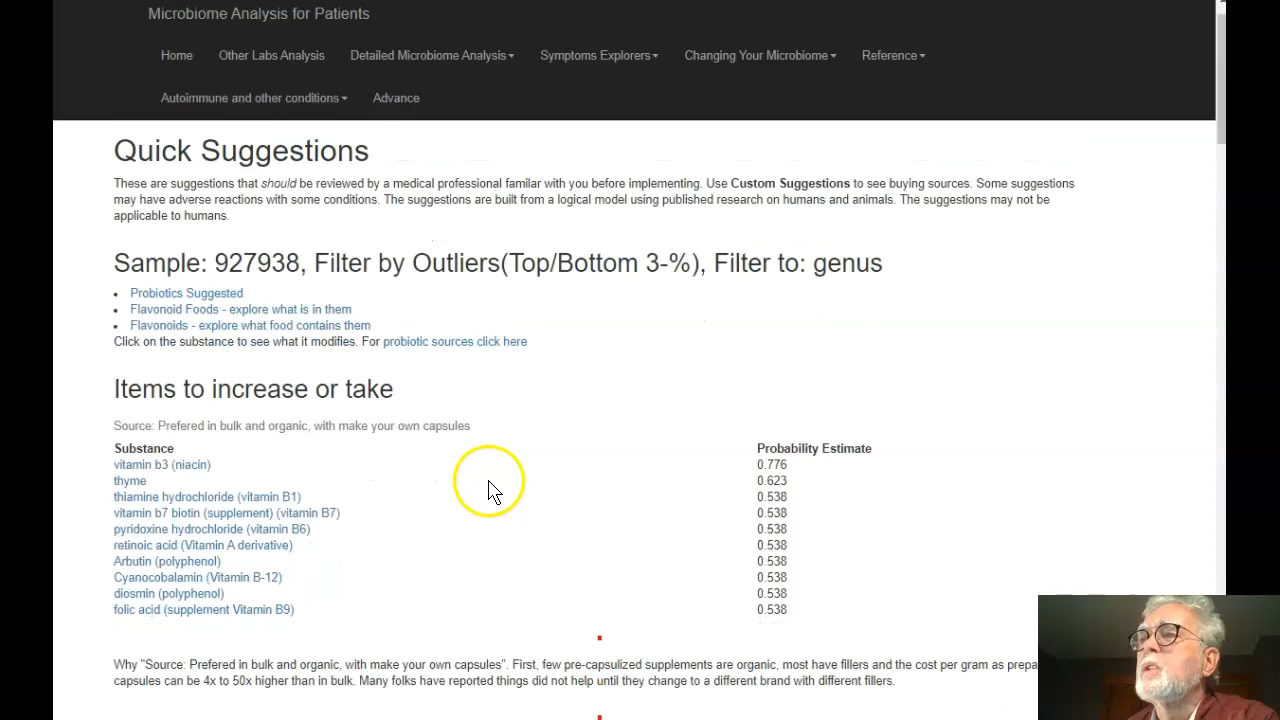 Microbiome Analysis for Patients
Home Other Labs Analysis Detailed Microbiome Analysis Symptoms Explorers Changing Your Microbiome Reference
Autoimmune and other conditions Advance
Quick Suggestions
These are suggestions that should be reviewed by a medical professional familar with you before implementing. Use Custom Suggestions to see buying sources. Some suggestions
may have adverse reactions with some conditions. The suggestions are built from a logical model using published research on humans and animals. The suggestions may not be
applicable to humans.
Sample: 927938, Filter by Outliers(Top/Bottom 3-%), Filter to: genus
Probiotics Suggested
Flavonoid Foods - explore what is in them
Flavonoids - explore what food contains them
Click on the substance to see what it modifies. For probiotic sources click here
Items to increase or take
Source: Prefered in bulk and organic, with make your own capsules
Substance Probability Estimate
vitamin b3 (niacin) 0.776
thyme 0.623
thiamine hydrochloride (vitamin B1) 0.538
vitamin b7 biotin (supplement) (vitamin B7) 0.538
pyridoxine hydrochloride (vitamin B6) 0.538
retinoic acid (Vitamin A derivative) 0.538
Arbutin (polyphenol) 0.538
Cyanocobalamin (Vitamin B-12) 0.538
diosmin (polyphenol) 0.538
folic acid (supplement Vitamin B9) 0.538
Why "Source: Prefered in bulk and organic, with make your own capsules". First, few pre-capsulized supplements are organic, most have fillers and the cost per gram as
capsules can be 4x to 50x higher than in bulk. Many folks have reported things did not help until they change to a different brand with different fillers.